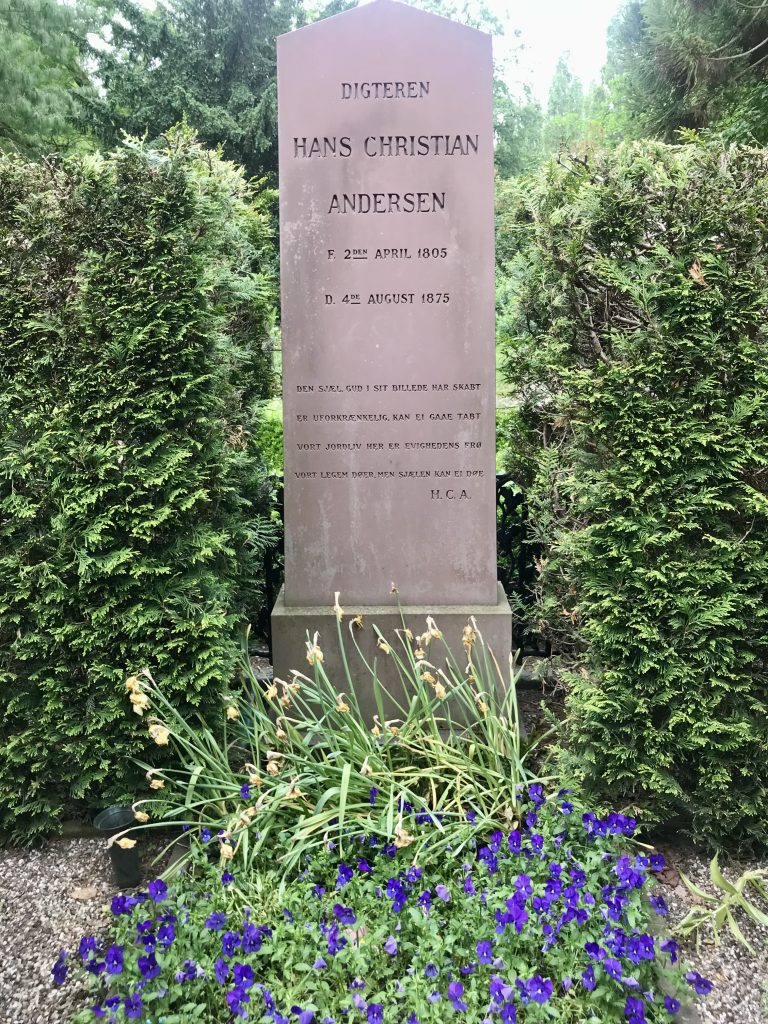 DIGTEREN
HANS CHRISTIAN
ANDERSEN
F. 2DEN APRIL 1805
D. 4DE AUGUST 1875
DEN SJÆL, GUD I SIT BILLEDE HAR SKABT
ER UFORKRÆNKELIG, KAN EI GAAE TABT
VORT JORDLIV HER ER EVIGHEDENS FRØ
VORT LEGEM DØER, MEN SJÆLEN KAN EI DØE
H. C. A.